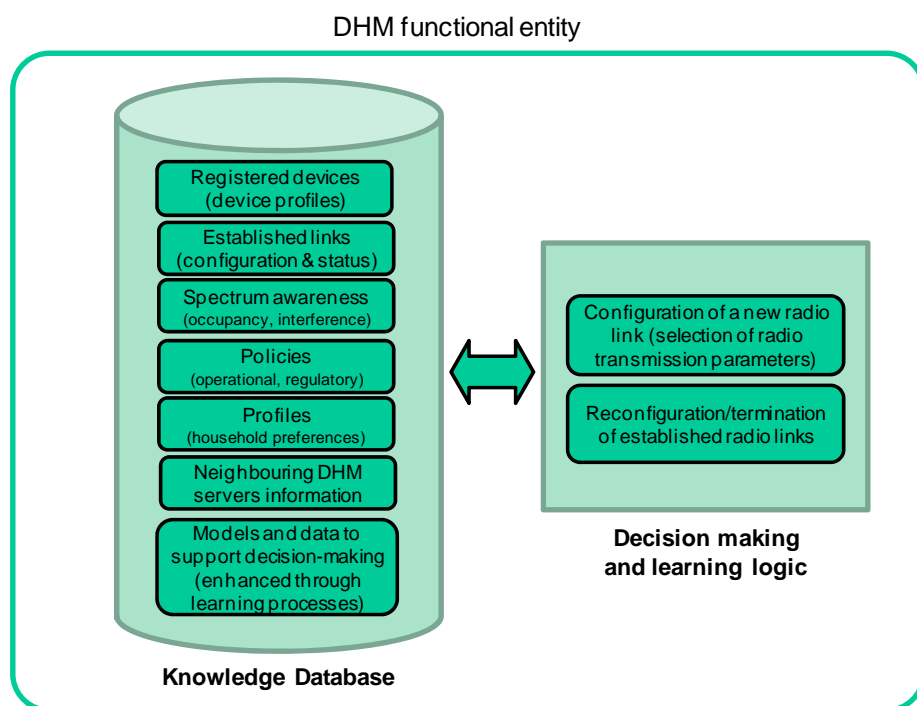 DHM functional entity
Registered devices
(device profiles)
Established links
(configuration & status)
Spectrum awareness
(occupancy, interference)
Policies
(operational, regulatory)
Profiles
(household preferences)
Neighbouring DHM
servers information
Models and data to
support decision-making
(enhanced through
learning processes)
Knowledge Database
Configuration of a new radio
link (selection of radio
transmission parameters)
Reconfiguration/termination
of established radio links
Decision making
and learning logic